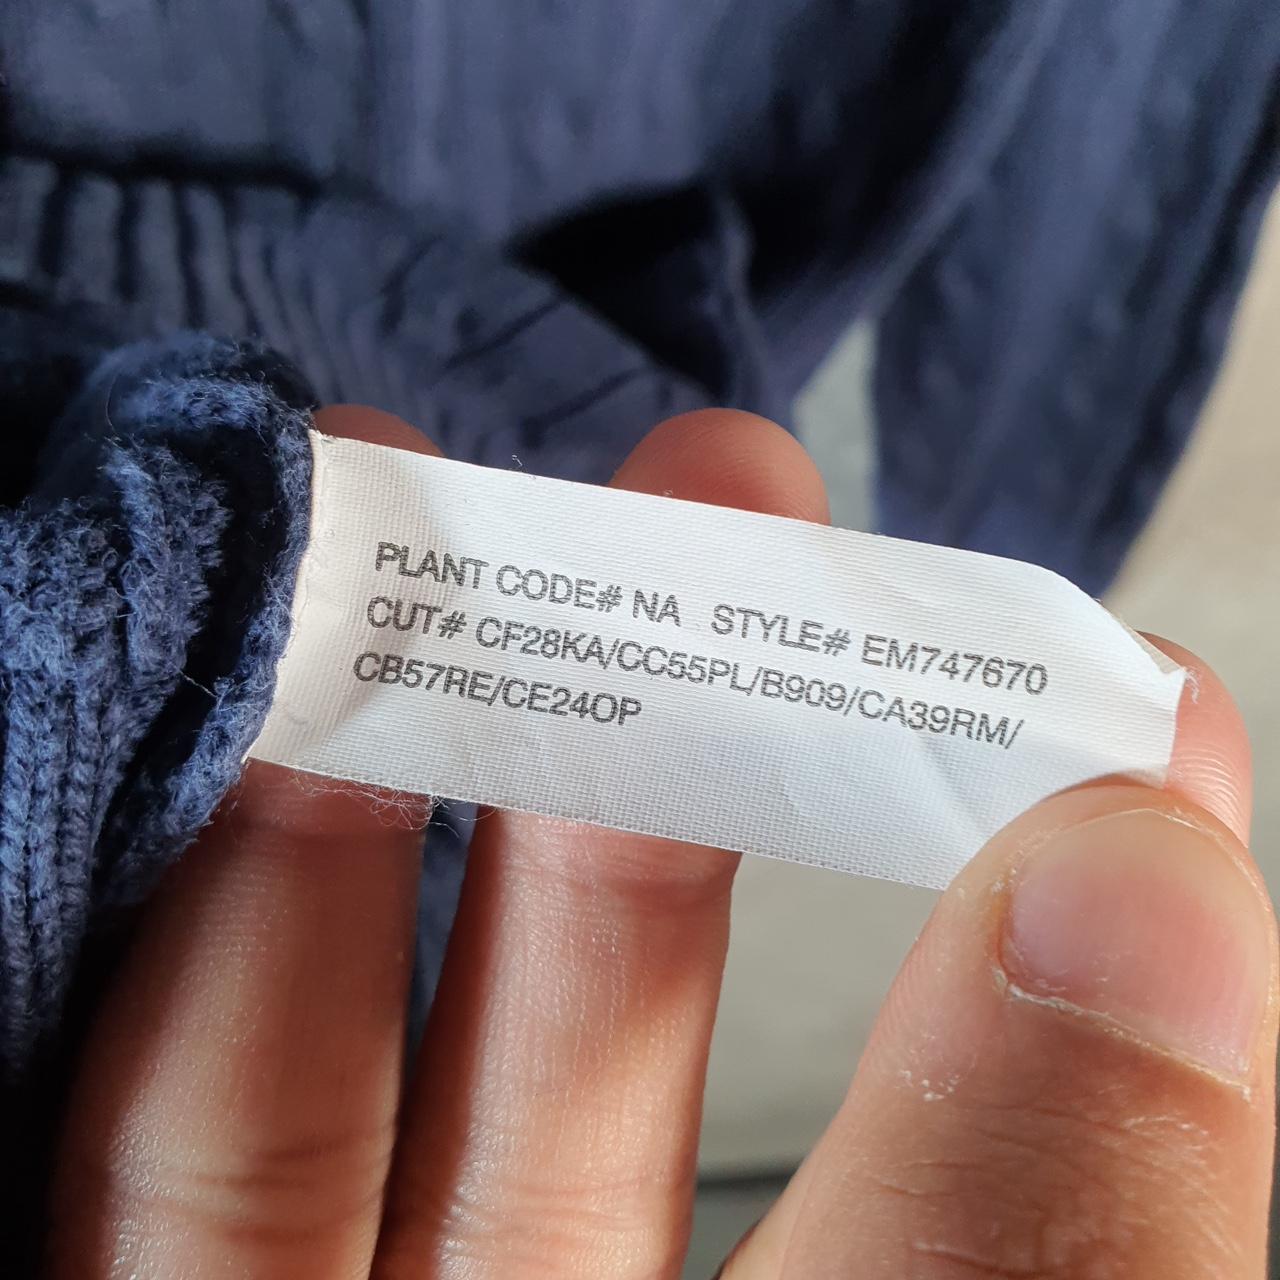 PLANT CODE# NA STYLE# EM747670
CUT# CF28KA/CC55PL/B909/CA39RM/
CB57RE/CE24OP